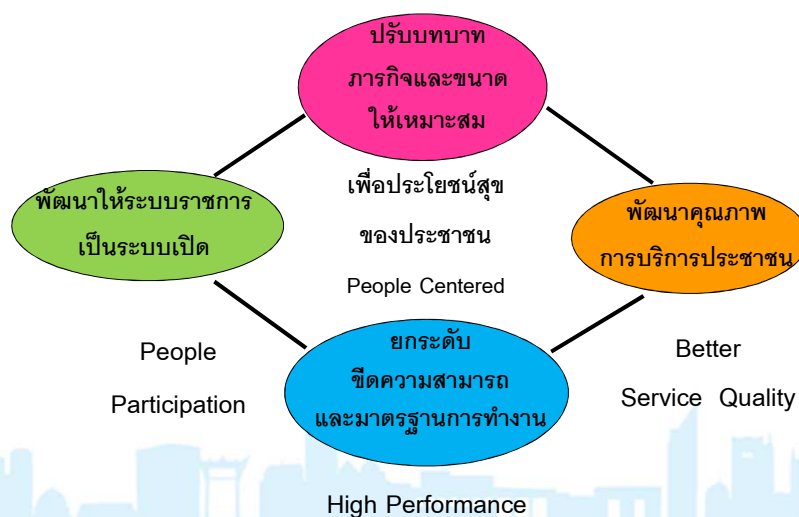 ปรับบทบาท
ภารกิจและขนาด
ให้เหมาะสม
พัฒนาให้ระบบราชการ
เป็นระบบเปิด
เพื่อประโยชน์สุข
ของประชาชน
People Centered
พัฒนาคุณภาพ
การบริการประชาชน
People
Participation
ยกระดับ
ขีดความสามารถ
และมาตรฐานการทำงาน
Better
Service Quality
High Performance